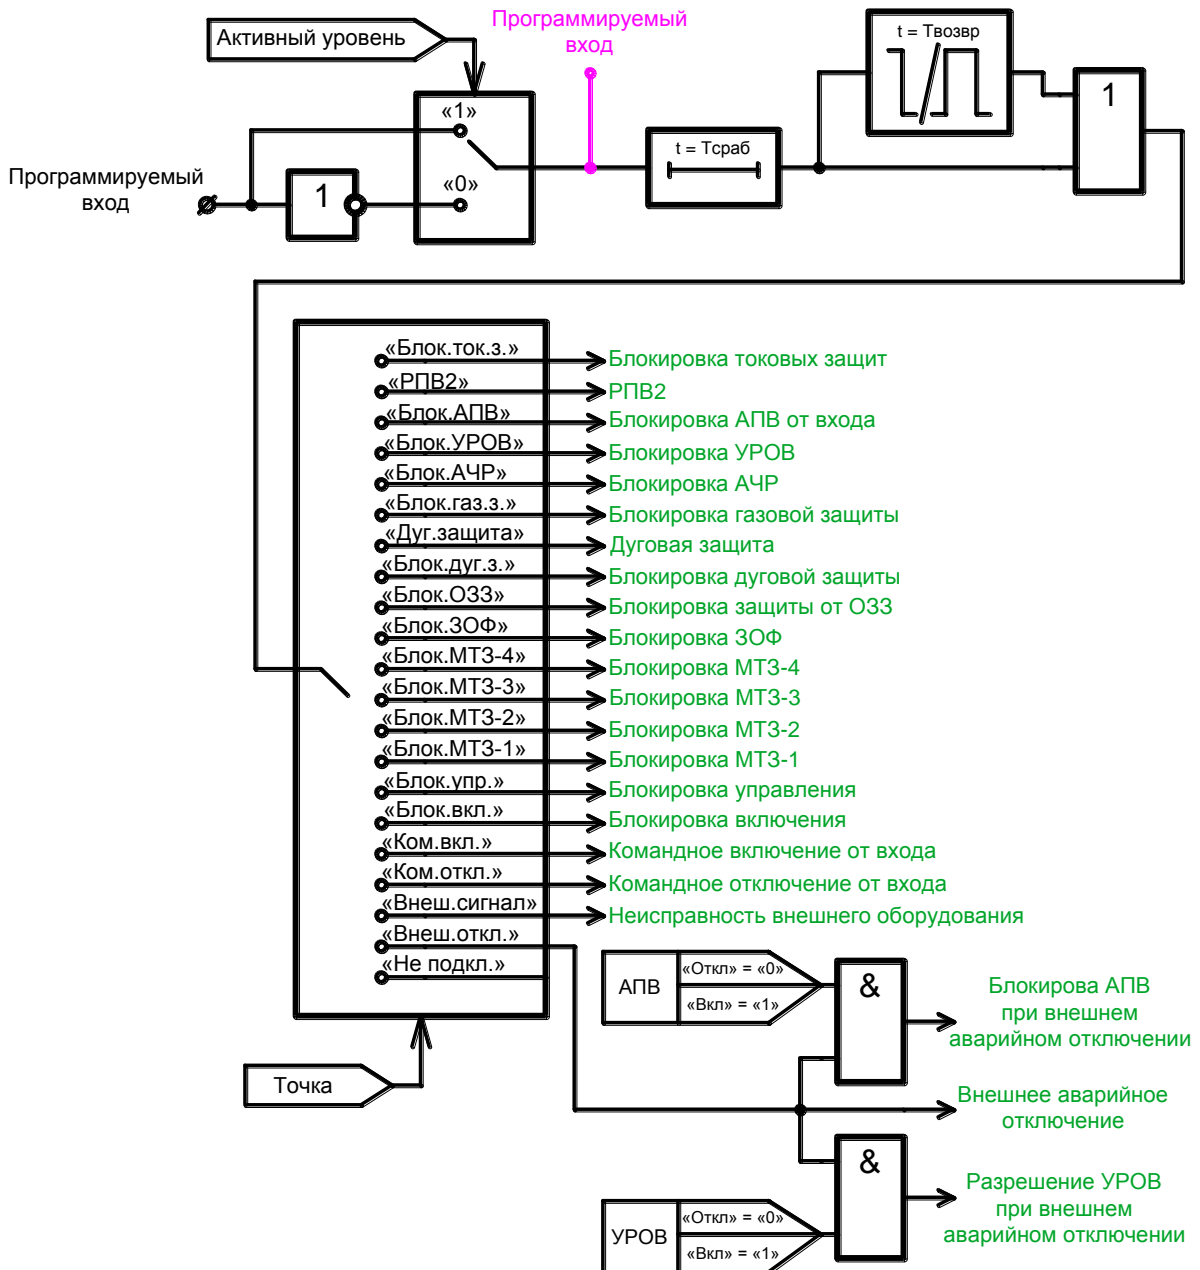 Активный уровень
Программируемый
вход
t = Твозвр
«1»
1
t = Тсраб
Программируемый
вход
1
«0»
«Блок.ток.з.»
Блокировка токовых защит
«РПВ2»
РПВ2
«Блок.АПВ»
Блокировка АПВ от входа
«Блок.УРОВ»
Блокировка УРОВ
«Блок.АЧР»
Блокировка АЧР
«Блок.газ.з.»
Блокировка газовой защиты
«Дуг.защита»
Дуговая защита
«Блок.дуг.з.»
Блокировка дуговой защиты
«Блок.ОЗЗ»
Блокировка защиты от ОЗЗ
«Блок.ЗОФ»
Блокировка ЗОФ
«Блок.МТЗ-4»
Блокировка МТЗ-4
«Блок.МТЗ-3»
Блокировка МТЗ-3
«Блок.МТЗ-2»
Блокировка МТЗ-2
«Блок.МТЗ-1»
Блокировка МТЗ-1
«Блок.упр.»
Блокировка управления
«Блок.вкл.»
Блокировка включения
«Ком.вкл.»
Командное включение от входа
«Ком.откл.»
Командное отключение от входа
«Внеш.сигнал»
Неисправность внешнего оборудования
«Внеш.откл.»
«Не подкл.»
Точка
АПВ
«Откл» = «0»
«Вкл» = «1»
&
Блокирова АПВ
при внешнем
аварийном отключении
Внешнее аварийное
отключение
УРОВ
«Откл» = «0»
«Вкл» = «1»
&
Разрешение УРОВ
при внешнем
аварийном отключении